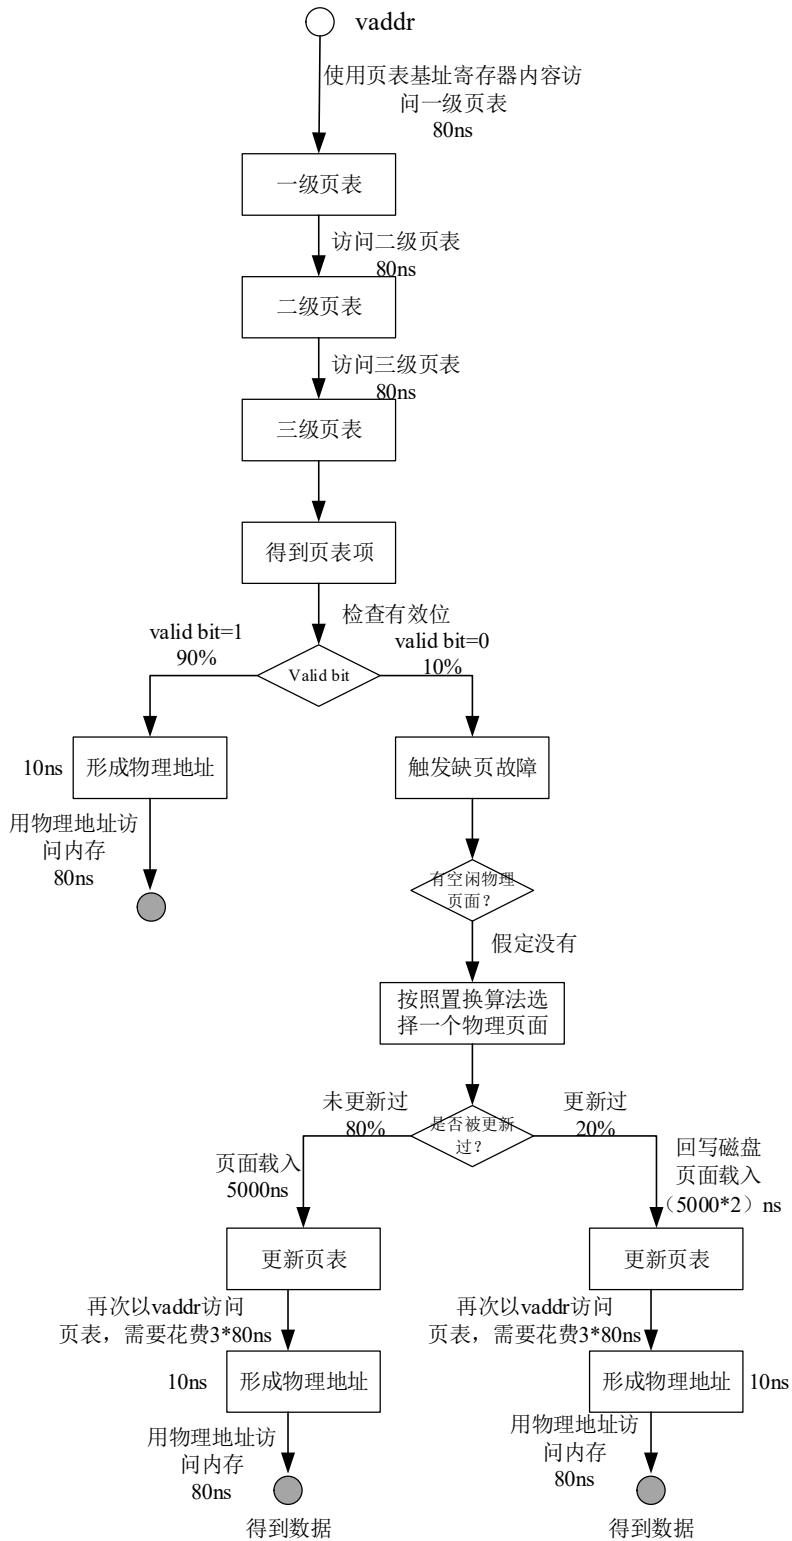 vaddr
使用页表基址寄存器内容访
问一级页表
80ns
一级页表
访问二级页表
80ns
二级页表
访问三级页表
80ns
三级页表
得到页表项
检查有效位
valid bit=1
90%
valid bit=0
10%
Valid bit
10ns
形成物理地址
触发缺页故障
用物理地址访
问内存
80ns
有空闲物理
页面？
假定没有
按照置换算法选
择一个物理页面
未更新过
80%
是否被更新
过？
更新过
20%
页面载入
5000ns
回写磁盘
页面载入
（5000*2）ns
更新页表
更新页表
再次以vaddr访问
页表，需要花费3*80ns
再次以vaddr访问
页表，需要花费3*80ns
10ns
形成物理地址
形成物理地址
10ns
用物理地址访
问内存
80ns
用物理地址访
问内存
80ns
得到数据
得到数据